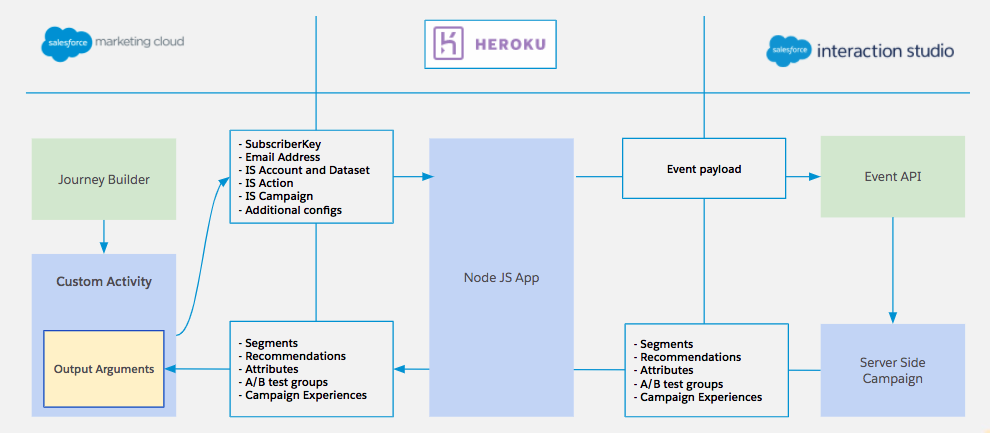 salesforce marketing cloud
HEROKU
salesforce interaction studio
Journey Builder
- SubscriberKey
- Email Address
- IS Account and Dataset
- IS Action
- IS Campaign
- Additional configs
Event payload
Event API
Custom Activity
Output Arguments
Node JS App
- Segments
- Recommendations
- Attributes
- A/B test groups
- Campaign Experiences
- Segments
- Recommendations
- Attributes
- A/B test groups
- Campaign Experiences
Server Side
Campaign